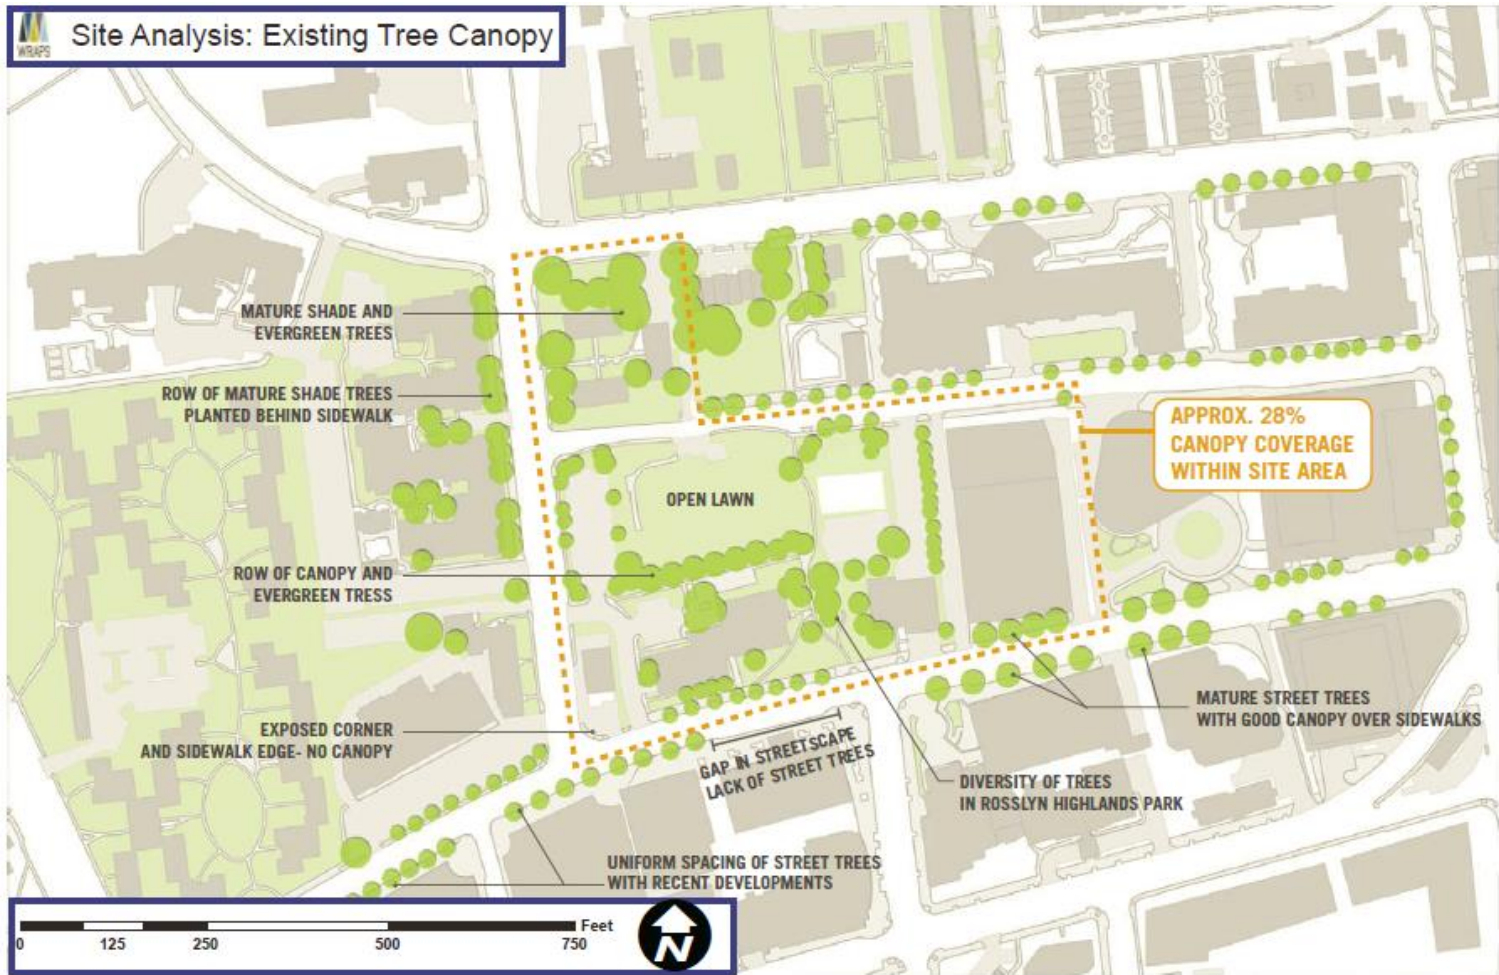 WRAPS
Site Analysis: Existing Tree Canopy
MATURE SHADE AND
EVERGREEN TREES
ROW OF MATURE SHADE TREES
PLANTED BEHIND SIDEWALK
APPROX. 28%
CANOPY COVERAGE
WITHIN SITE AREA
OPEN LAWN
ROW OF CANOPY AND
EVERGREEN TRESS
EXPOSED CORNER
AND SIDEWALK EDGE- NO CANOPY
GAP IN STREETSCAPE
LACK OF STREET TREES
MATURE STREET TREES
WITH GOOD CANOPY OVER SIDEWALKS
DIVERSITY OF TREES
IN ROSSLYN HIGHLANDS PARK
UNIFORM SPACING OF STREET TREES
WITH RECENT DEVELOPMENTS
Feet
0 125 250 500 750
N